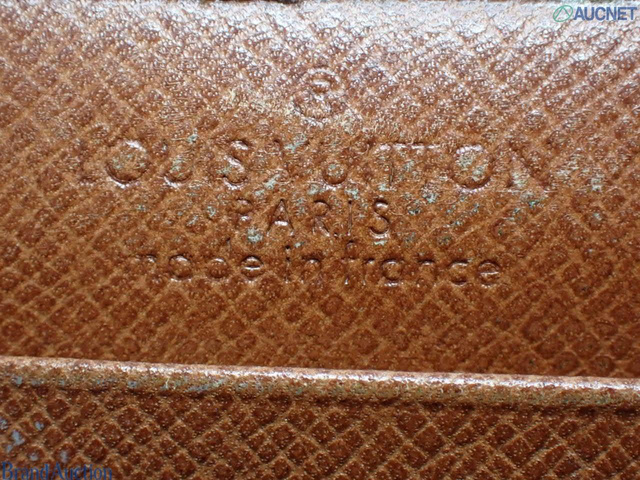 AUCNET
®
LOUIS VUITTON
PARIS
made in france
Brand Auction